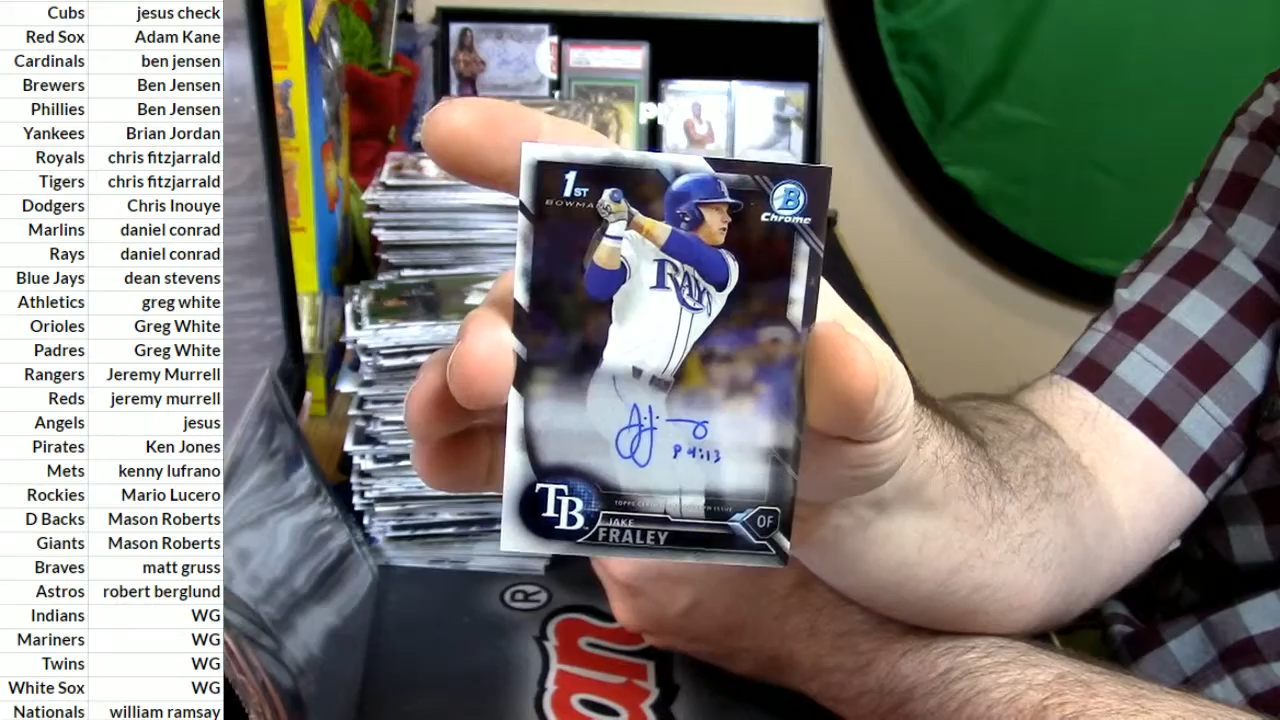 Cubs jesus check
Red Sox Adam Kane
Cardinals ben jensen
Brewers Ben Jensen
Phillies Ben Jensen
Yankees Brian Jordan
Royals chris fitzjarrald
Tigers chris fitzjarrald
Dodgers Chris Inouye
Marlins daniel conrad
Rays daniel conrad
Blue Jays dean stevens
Athletics greg white
Orioles Greg White
Padres Greg White
Rangers Jeremy Murrell
Reds jeremy murrell
Angels jesus
Pirates Ken Jones
Mets kenny lufrano
Rockies Mario Lucero
D Backs Mason Roberts
Giants Mason Roberts
Braves matt gruss
Astros robert berglund
Indians WG
Mariners WG
Twins WG
White Sox WG
Nationals william ramsay
1ST
BOWMA
B
Chrome
RAYS
P 4:13
TB
JAKE
FRALEY
OF
®
an